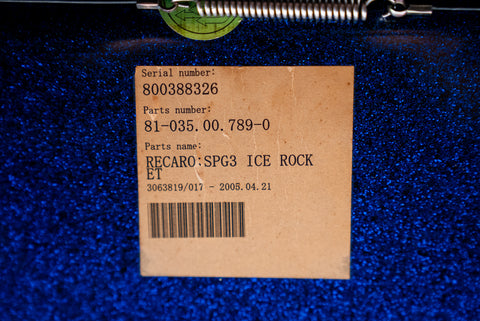 Serial number:
800388326
Parts number:
81-035.00.789-0
Parts name:
RECARO:SPG3 ICE ROCK
ET
3063819/017 - 2005.04.21